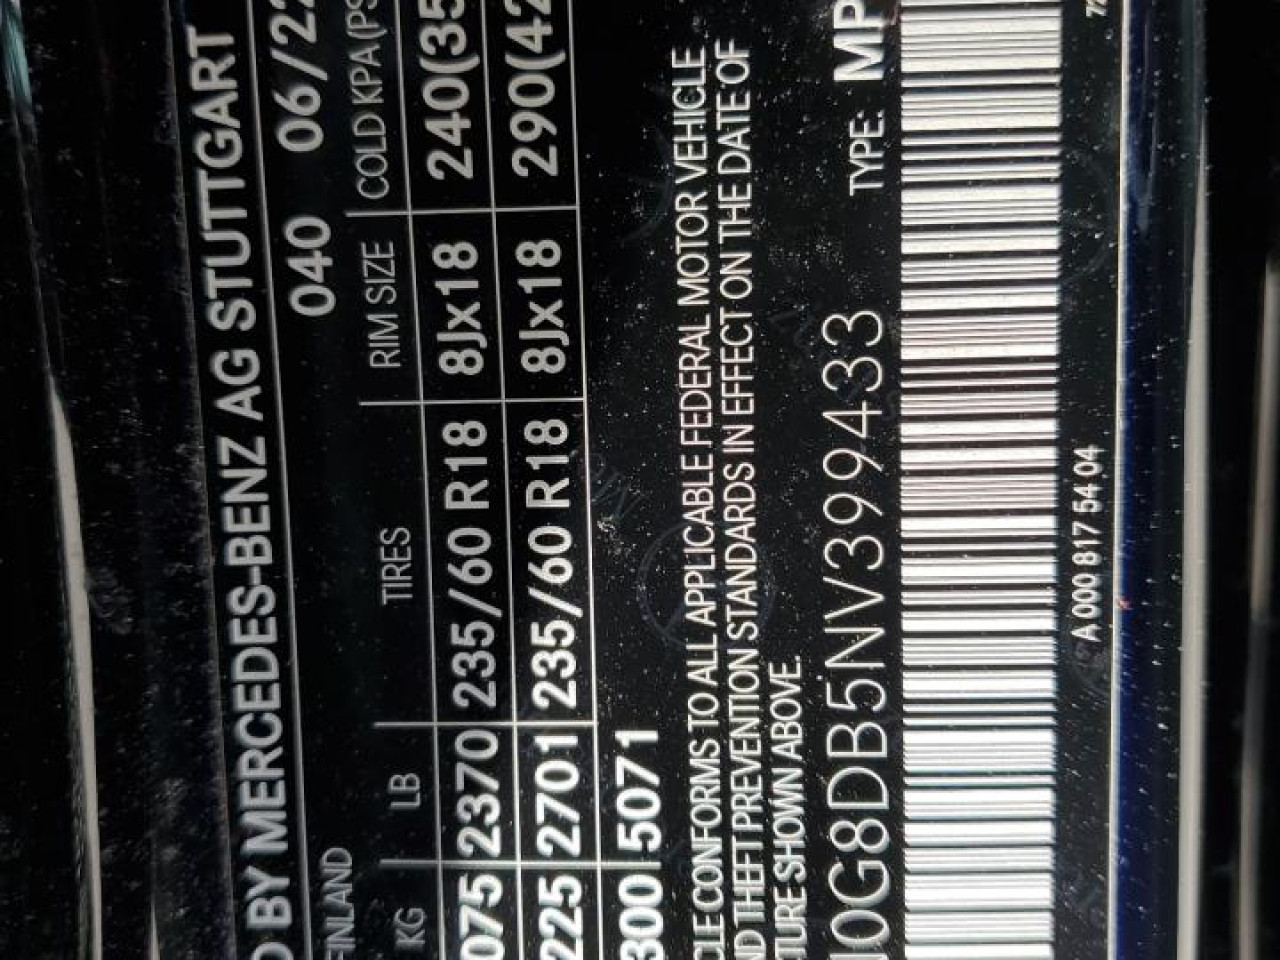 D BY MERCEDES-BENZ AG STUTTGART
FINLAND 040 06/22
KG LB TIRES RIM SIZE COLD KPA (PS
075 2370 235/60 R18 8Jx18 240(35
225 2701 235/60 R18 8Jx18 290(42
300 5071
CLE CONFORMS TO ALL APPLICABLE FEDERAL MOTOR VEHICLE
ND THEFT PREVENTION STANDARDS IN EFFECT ON THE DATE OF
TURE SHOWN ABOVE.
0G8DB5NV399433 TYPE: MP
A 000 817 54 04